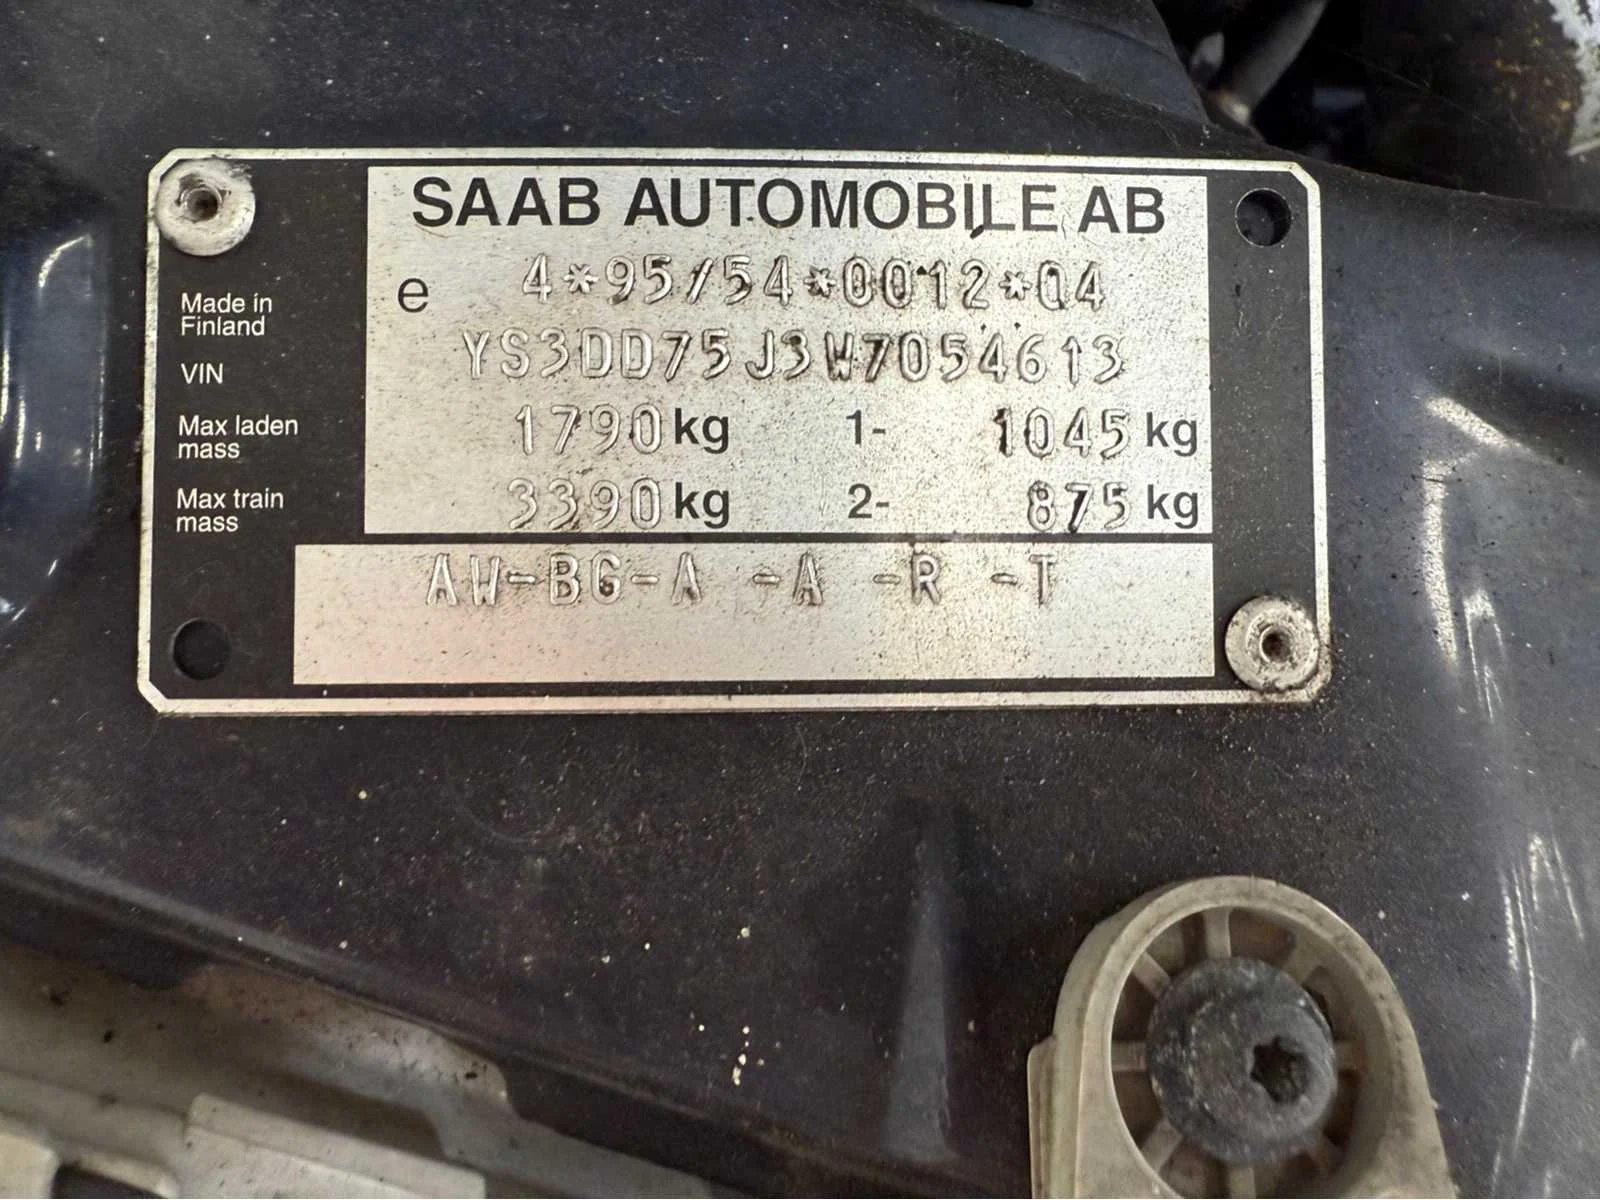 SAAB AUTOMOBILE AB
e 4*95/54*0012*04
Made in
Finland
VIN YS3DD75J3W7054613
Max laden
mass 1790 kg 1- 1045 kg
Max train
mass 3390 kg 2- 875 kg
AW-BG-A -A -R -T